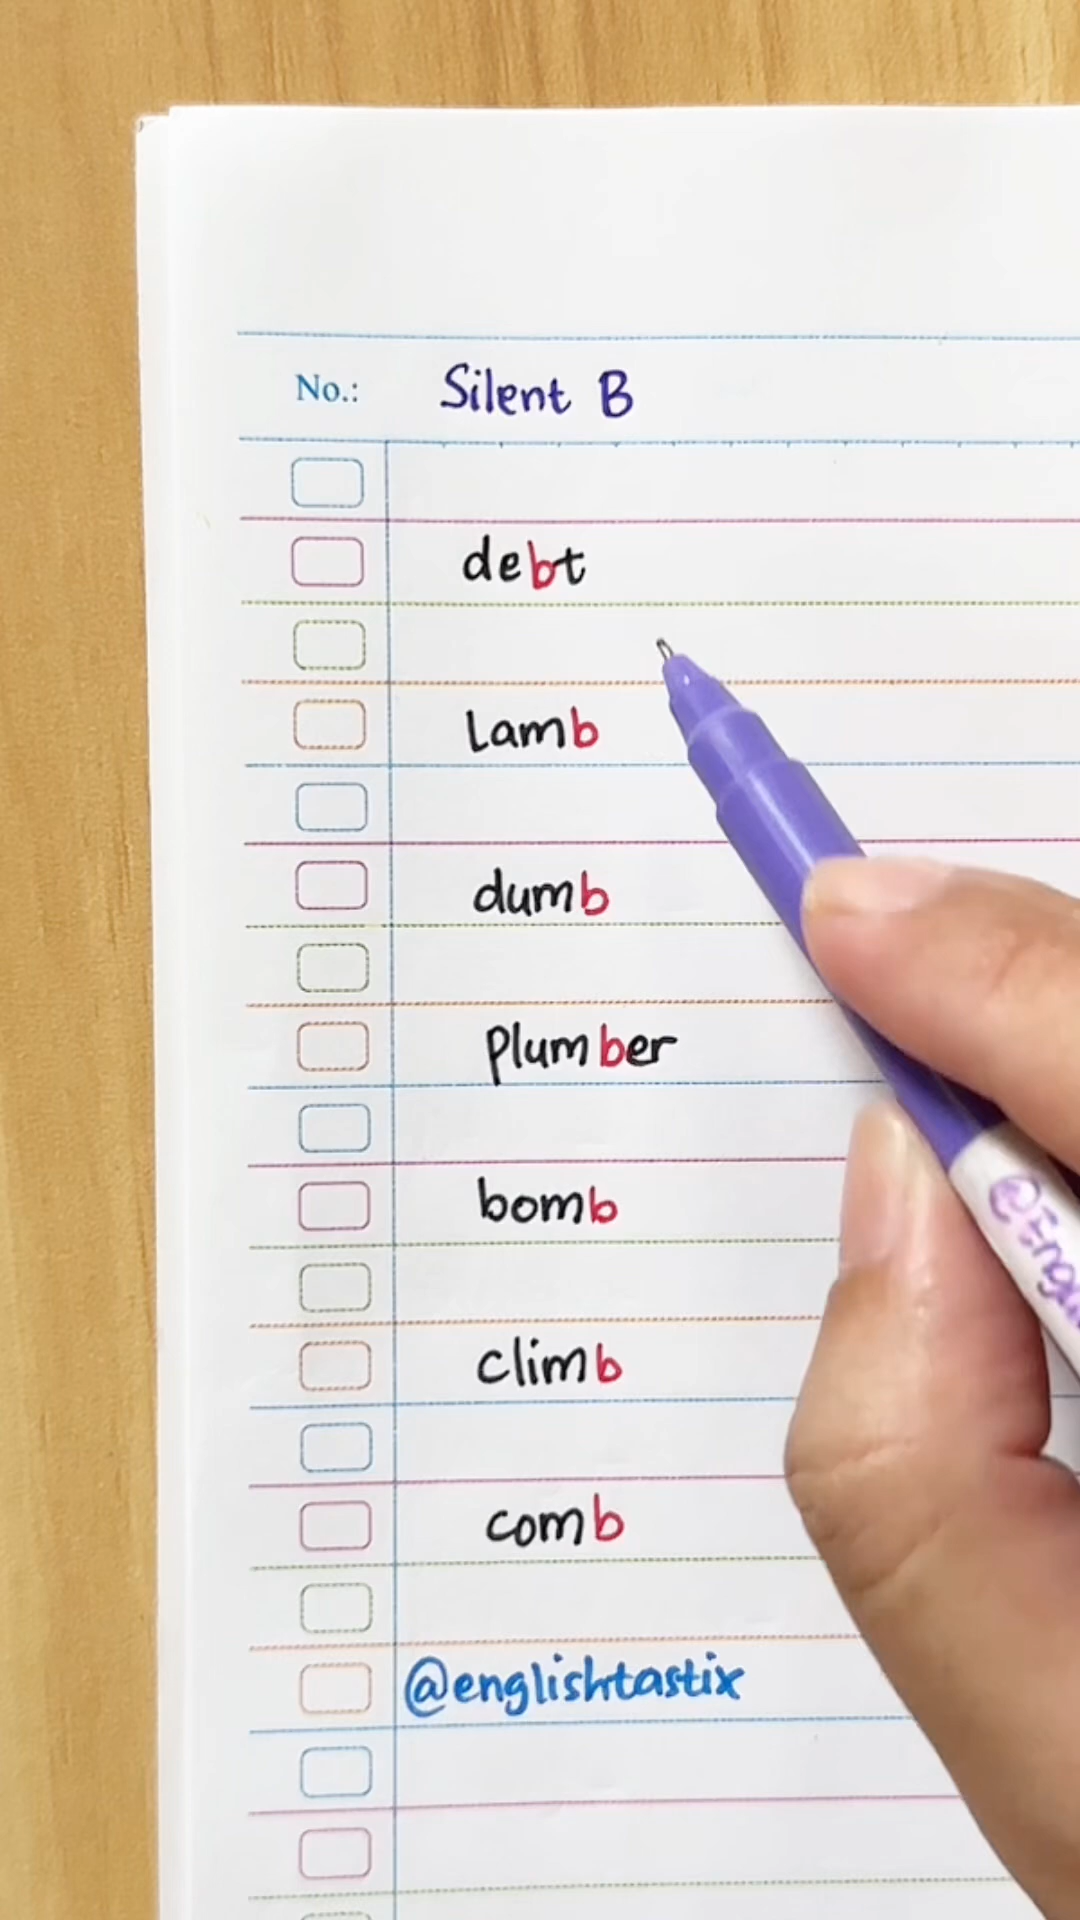 No.: Silent B
debt
Lamb
dumb
plumber
bomb
climb
comb
@englishtastix